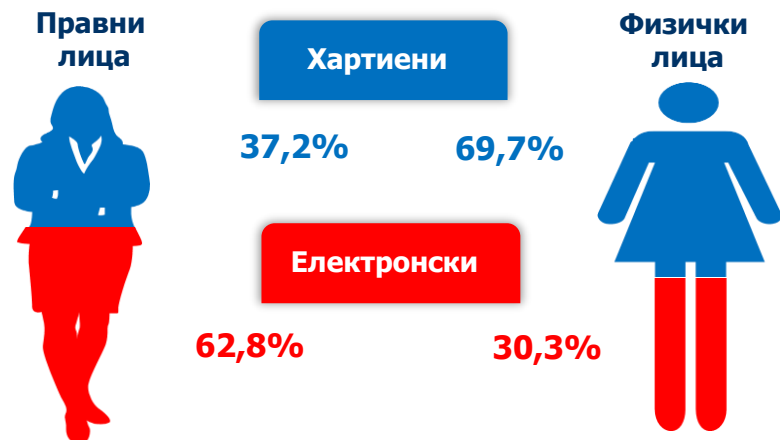 Правни
лица
Хартиени
Физички
лица
37,2%
69,7%
Електронски
62,8%
30,3%